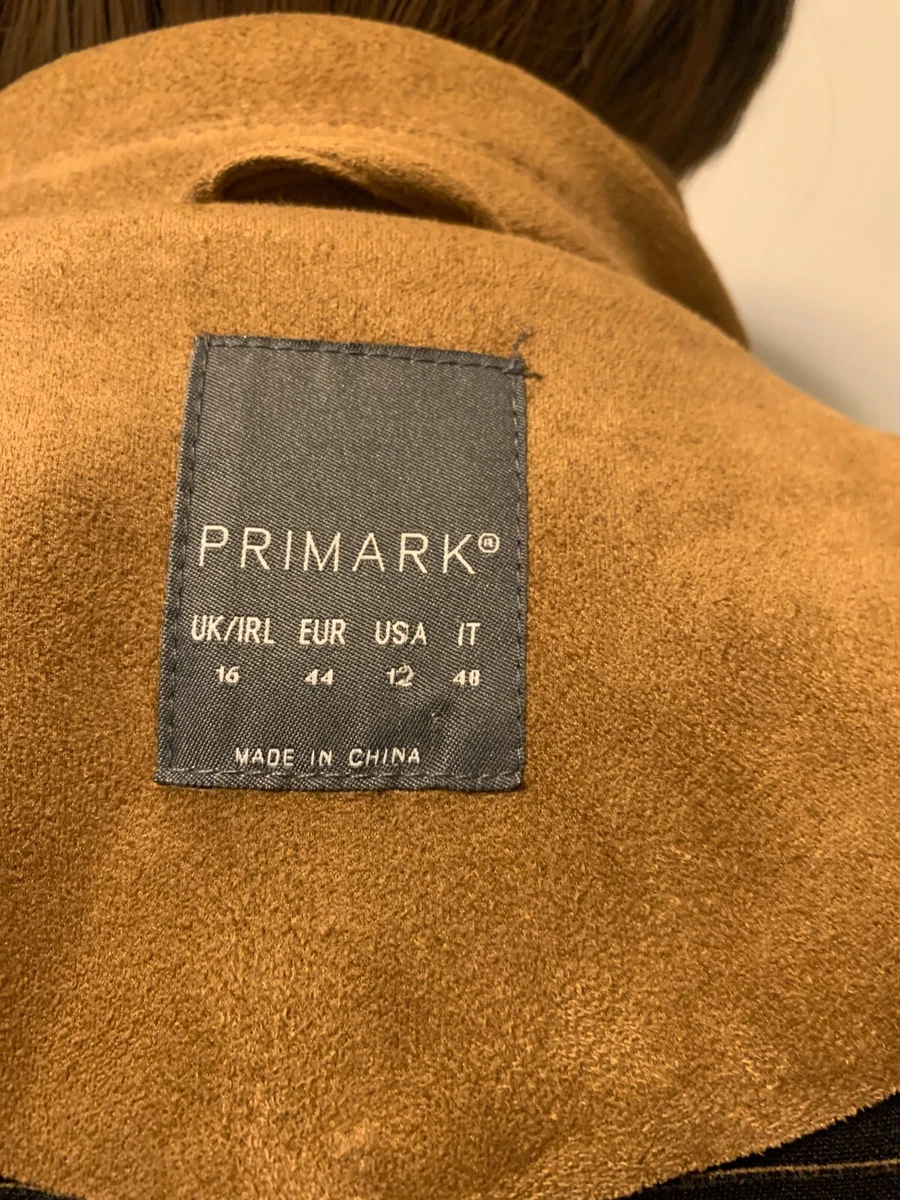 PRIMARK®
UK/IRL EUR USA IT
16 44 12 48
MADE IN CHINA